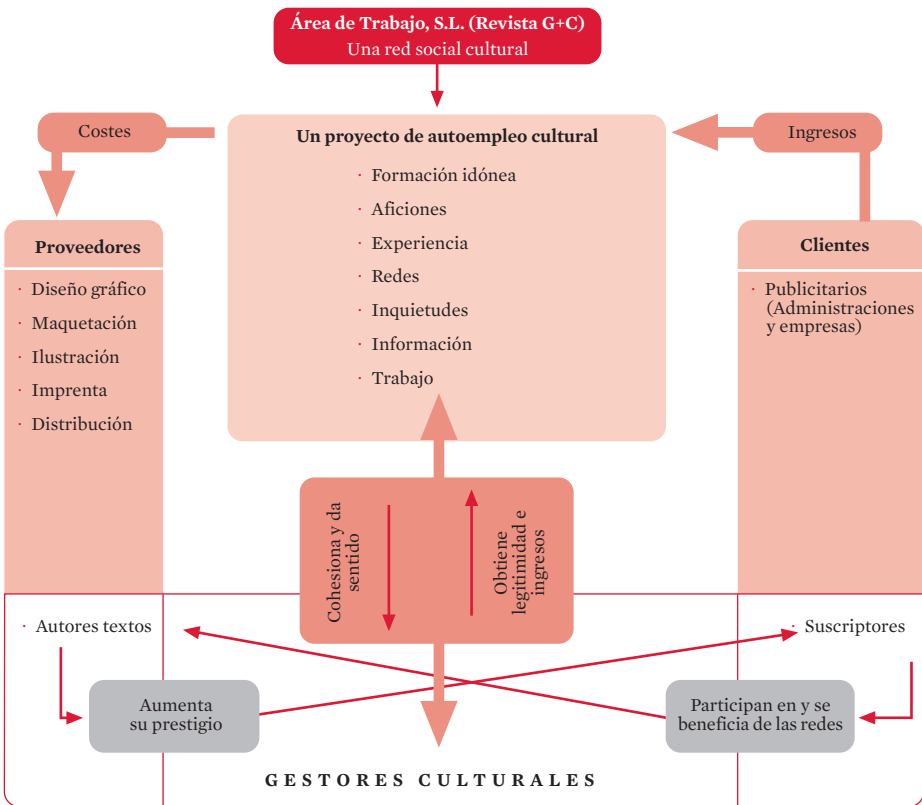 Área de Trabajo, S.L. (Revista G+C)
Una red social cultural
Costes
Un proyecto de autoempleo cultural
· Formación idónea
· Aficiones
· Experiencia
· Redes
· Inquietudes
· Información
· Trabajo
Ingresos
Proveedores
· Diseño gráfico
· Maquetación
· Ilustración
· Imprenta
· Distribución
Clientes
· Publicitarios
(Administraciones
y empresas)
Cohesiona y da
sentido
Obtiene
legitimidad e
ingresos
· Autores textos
· Suscriptores
Aumenta
su prestigio
Participan en y se
beneficia de las redes
GESTORES CULTURALES